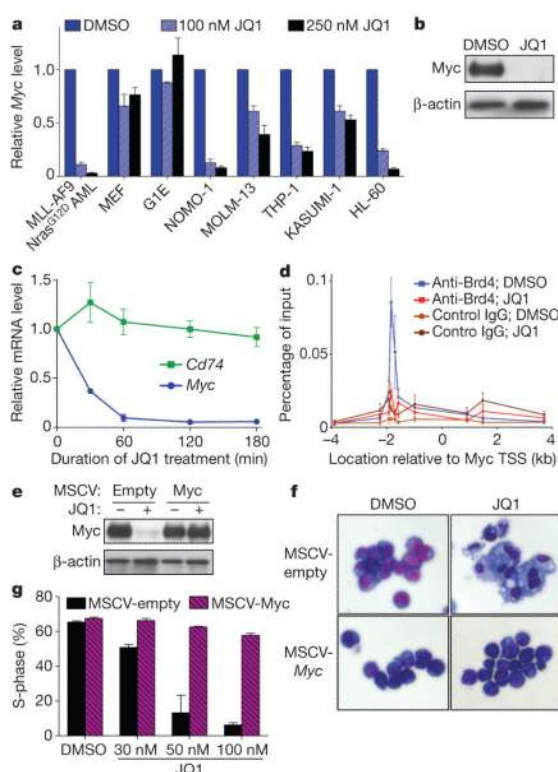 a
DMSO 100 nM JQ1 250 nM JQ1
Relative Myc level
1.0
0.5
0
MLL-AF9
NrasG12D AML
MEF
G1E
NOMO-1
MOLM-13
THP-1
KASUMI-1
HL-60
b
DMSO JQ1
Myc
β-actin
c
Relative mRNA level
1.5
1.0
0.5
0
Cd74
Myc
0 60 120 180
Duration of JQ1 treatment (min)
d
Percentage of input
0.1
0.05
0
Anti-Brd4; DMSO
Anti-Brd4; JQ1
Control IgG; DMSO
Contro IgG; JQ1
−4 −3 −2 −1 0 1 2 3 4
Location relative to Myc TSS (kb)
e
MSCV: Empty Myc
JQ1: − + − +
Myc
β-actin
f
DMSO JQ1
MSCV-empty
MSCV-Myc
g
MSCV-empty MSCV-Myc
S-phase (%)
80
60
40
20
0
DMSO 30 nM 50 nM 100 nM
JQ1